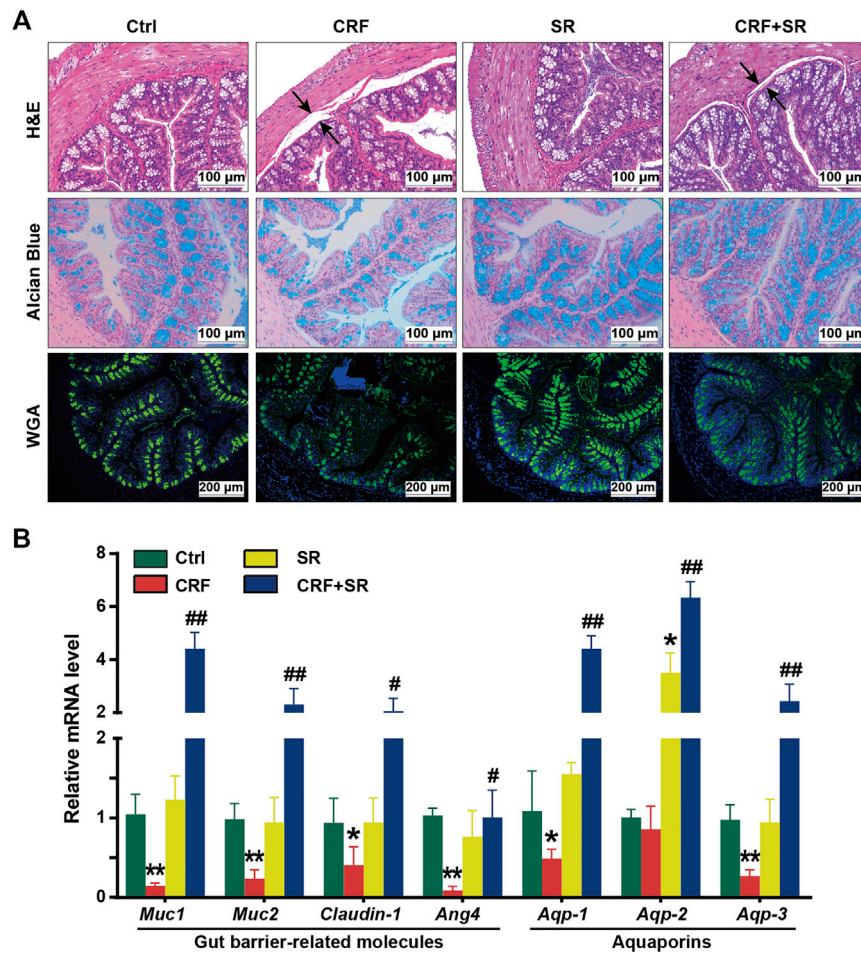 A
Ctrl CRF SR CRF+SR
H&E
100 µm 100 µm 100 µm 100 µm
Alcian Blue
100 µm 100 µm 100 µm 100 µm
WGA
200 µm 200 µm 200 µm 200 µm
B
Ctrl SR
CRF CRF+SR
Relative mRNA level
8
6
4
2
2
1
0
** ##
** ##
* #
** #
* ##
* ##
** ##
Muc1 Muc2 Claudin-1 Ang4 Aqp-1 Aqp-2 Aqp-3
Gut barrier-related molecules Aquaporins